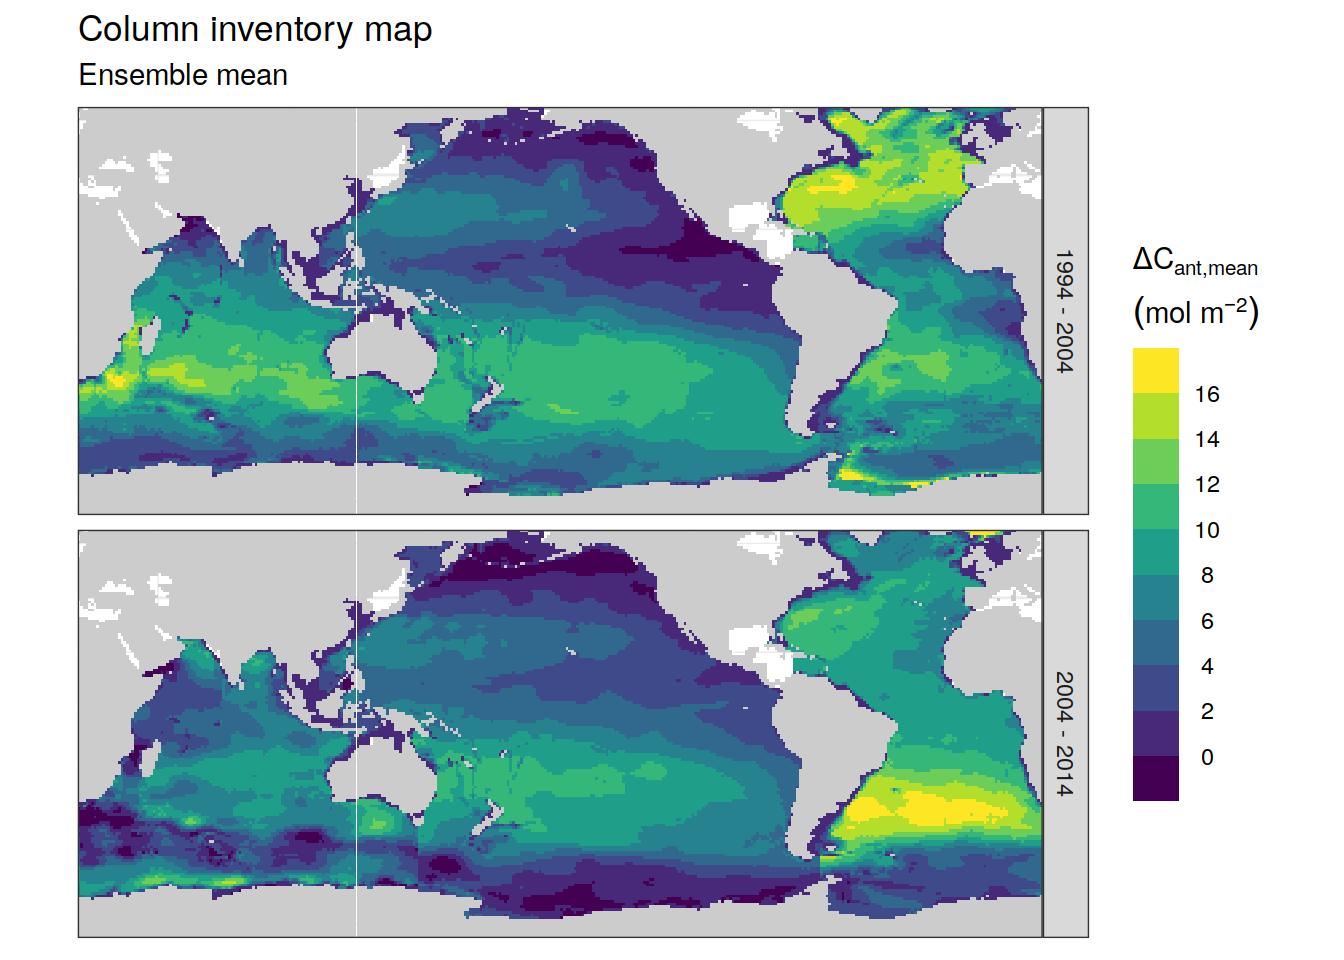 Column inventory map
Ensemble mean
1994 - 2004
2004 - 2014
ΔCant,mean
(mol m−2)
16
14
12
10
8
6
4
2
0